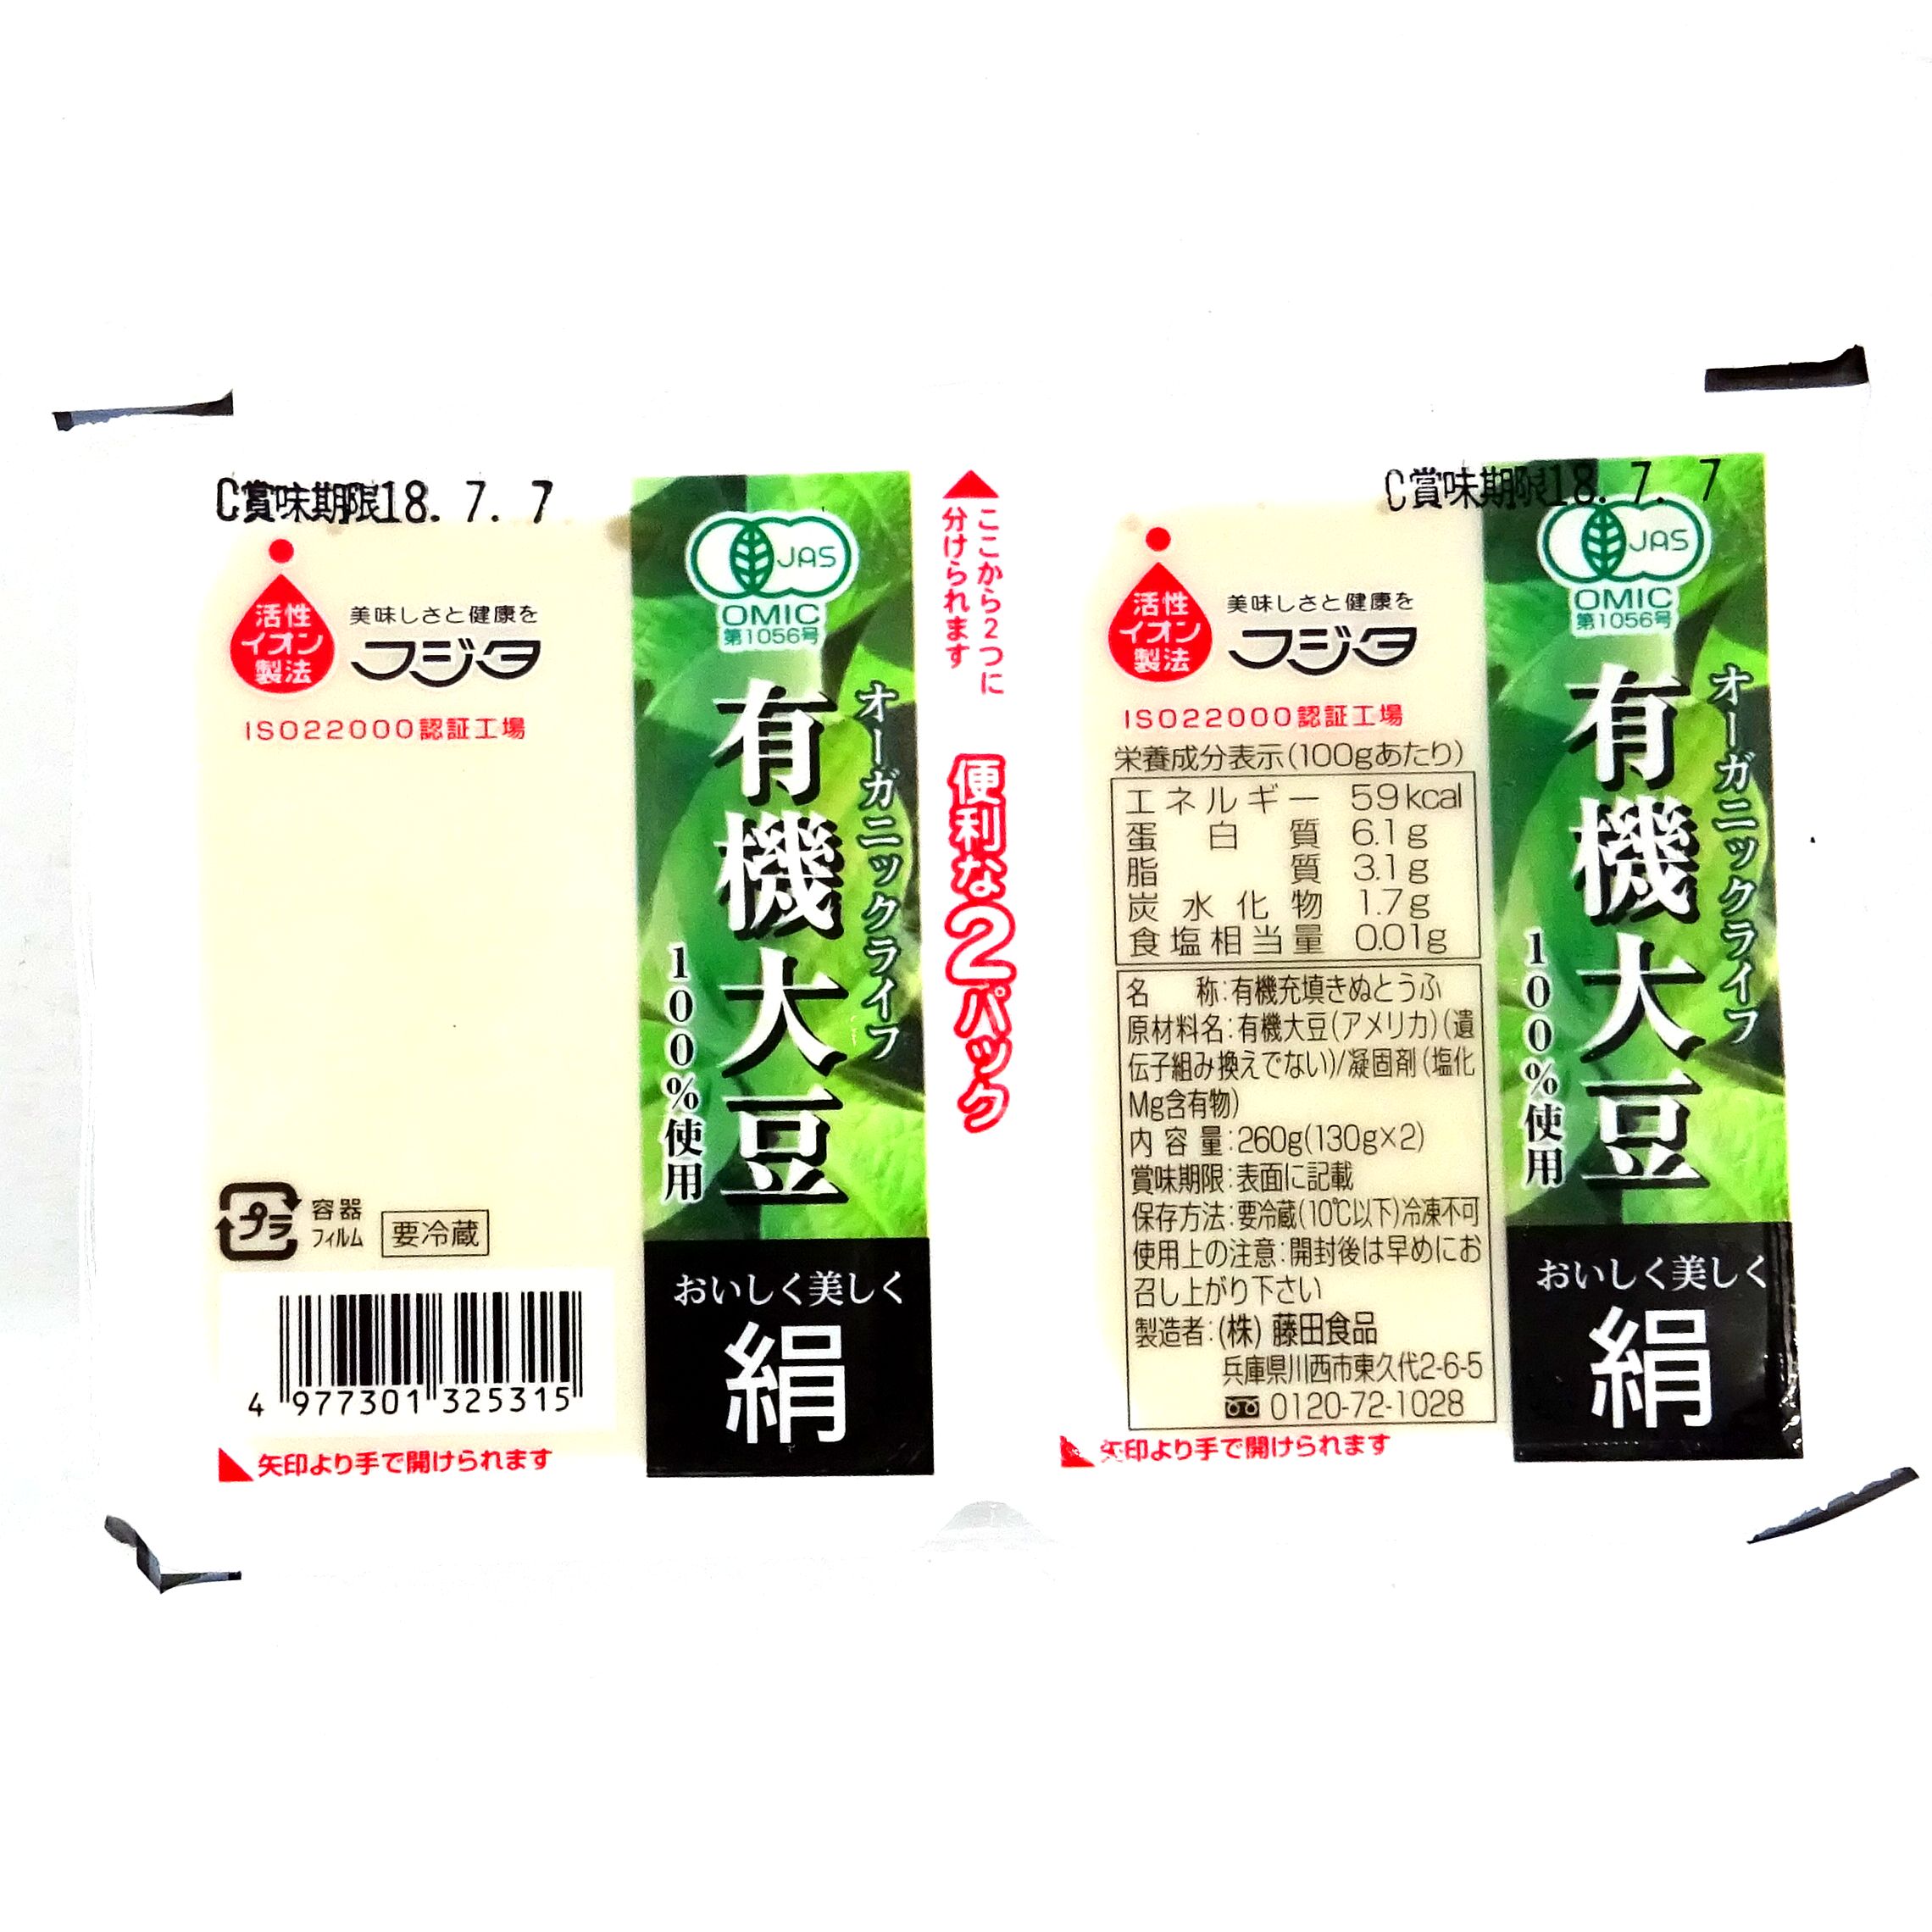 C賞味期限18. 7. 7
活性
イオン
製法
美味しさと健康を
フジタ
ISO22000認証工場
プラ
容器
フィルム
要冷蔵
4 977301 325315
矢印より手で開けられます
JAS
OMIC
第1056号
オーガニックライフ
有機大豆
100%使用
おいしく美しく
絹
ここから2つに
分けられます
便利な2パック
C賞味期限18. 7. 7
活性
イオン
製法
美味しさと健康を
フジタ
ISO22000認証工場
栄養成分表示(100gあたり)
エネルギー 59kcal
蛋白質 6.1g
脂質 3.1g
炭水化物 1.7g
食塩相当量 0.01g
名称:有機充填きぬとうふ
原材料名:有機大豆(アメリカ)(遺
伝子組み換えでない)/凝固剤(塩化
Mg含有物)
内容量:260g(130g×2)
賞味期限:表面に記載
保存方法:要冷蔵(10℃以下)冷凍不可
使用上の注意:開封後は早めにお
召し上がり下さい
製造者:(株)藤田食品
兵庫県川西市東久代2-6-5
0120-72-1028
矢印より手で開けられます
JAS
OMIC
第1056号
オーガニックライフ
有機大豆
100%使用
おいしく美しく
絹